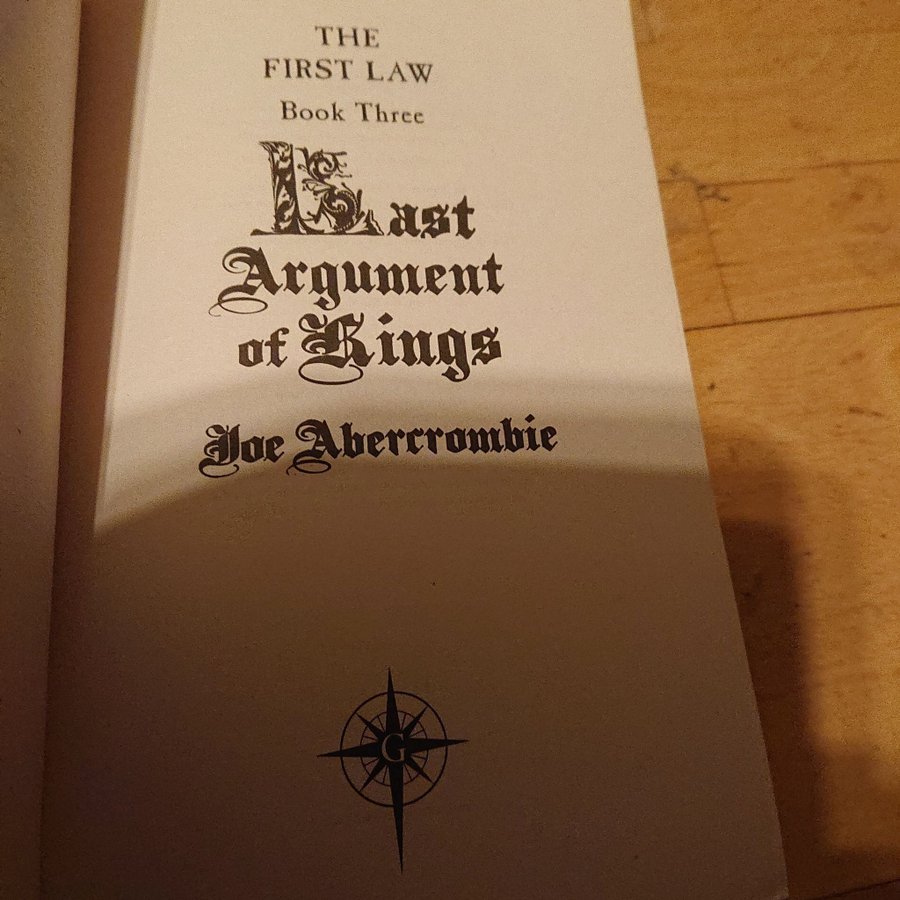 THE
FIRST LAW
Book Three
Last
Argument
of Kings
Joe Abercrombie
G